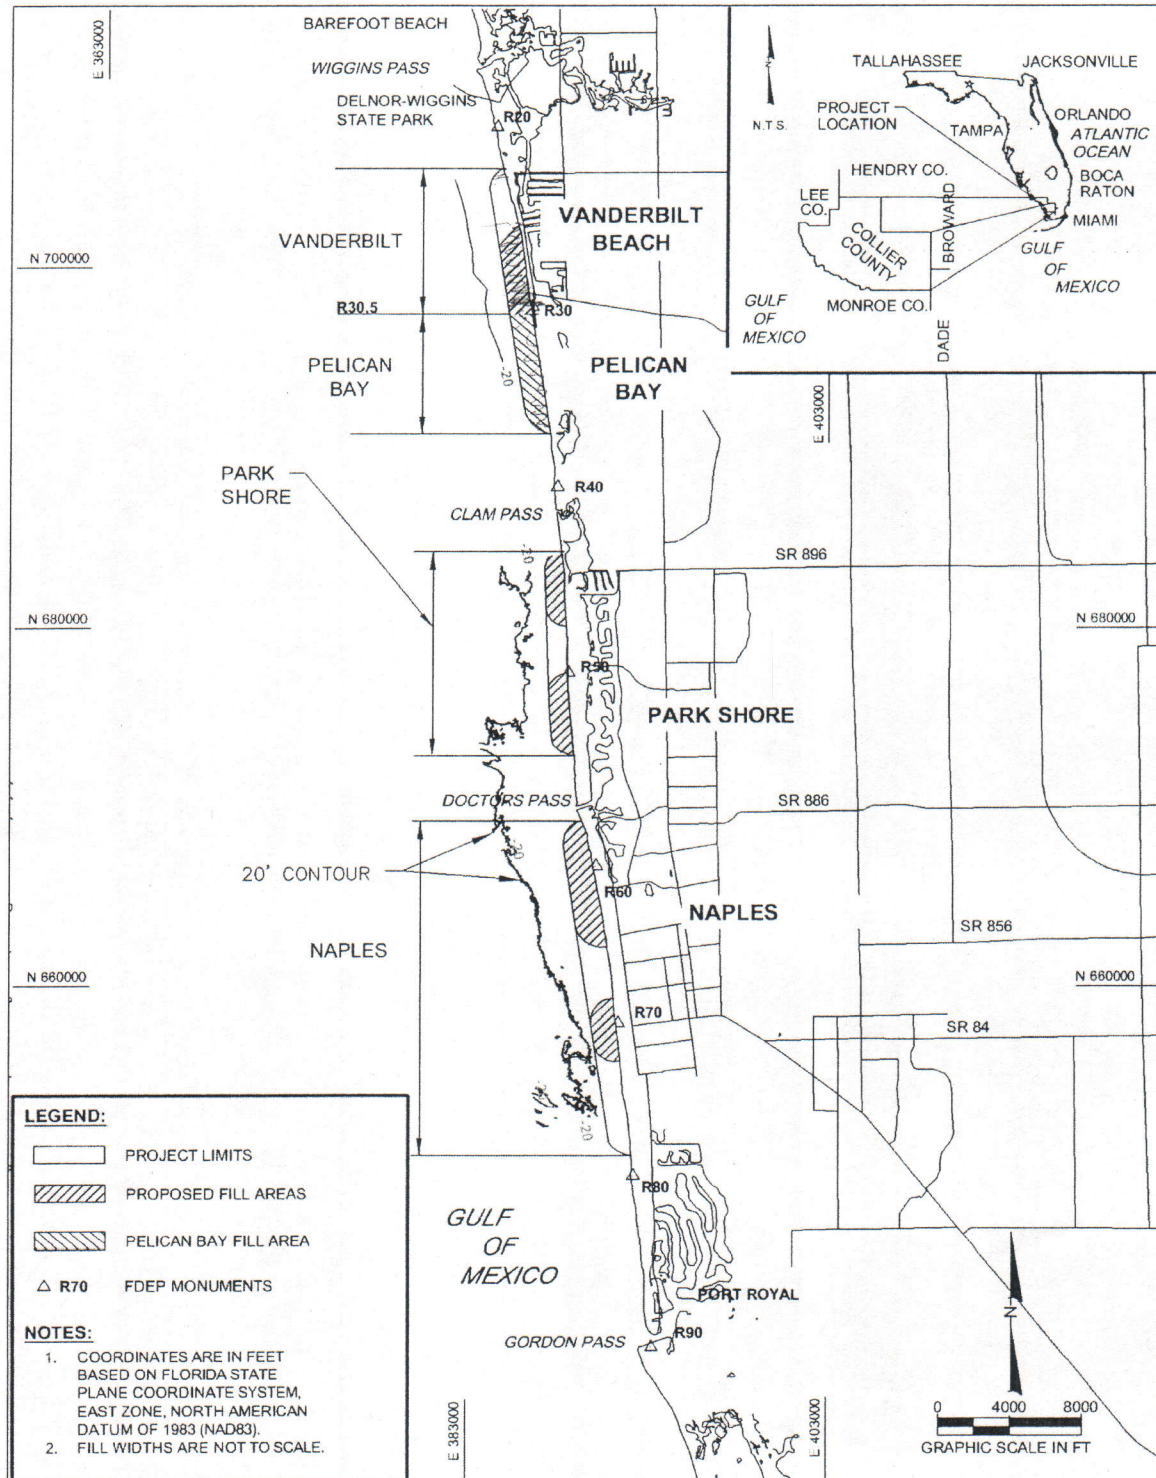 BAREFOOT BEACH
E 363000
WIGGINS PASS
DELNOR-WIGGINS
STATE PARK
R20
VANDERBILT
BEACH
VANDERBILT
N 700000
R30.5
R30
PELICAN
BAY
PELICAN
BAY
-20
PARK
SHORE
R40
CLAM PASS
-20
SR 896
N 680000
N 680000
R50
PARK SHORE
DOCTORS PASS
SR 886
20' CONTOUR
-20
R60
NAPLES
NAPLES
SR 856
N 660000
N 660000
R70
SR 84
-20
-20
R80
GULF
OF
MEXICO
PORT ROYAL
R90
GORDON PASS
E 383000
E 403000
E 403000
N
N.T.S.
TALLAHASSEE
JACKSONVILLE
PROJECT
LOCATION
TAMPA
ORLANDO
ATLANTIC
OCEAN
HENDRY CO.
BOCA
RATON
LEE
CO.
BROWARD
MIAMI
COLLIER
COUNTY
GULF
OF
MEXICO
MONROE CO.
GULF
OF
MEXICO
DADE
LEGEND:
PROJECT LIMITS
PROPOSED FILL AREAS
PELICAN BAY FILL AREA
R70 FDEP MONUMENTS
NOTES:
1. COORDINATES ARE IN FEET
BASED ON FLORIDA STATE
PLANE COORDINATE SYSTEM,
EAST ZONE, NORTH AMERICAN
DATUM OF 1983 (NAD83).
2. FILL WIDTHS ARE NOT TO SCALE.
N
0 4000 8000
GRAPHIC SCALE IN FT